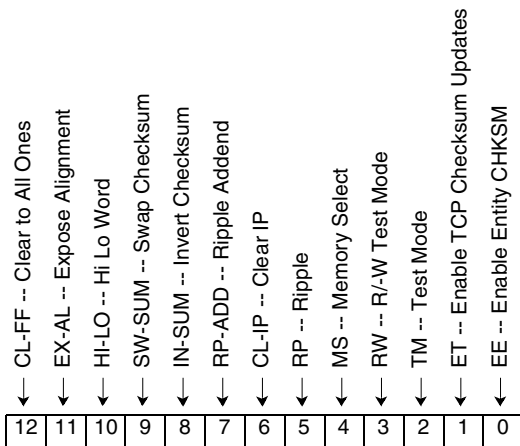 CL-FF -- Clear to All Ones
EX-AL -- Expose Alignment
HI-LO -- Hi Lo Word
SW-SUM -- Swap Checksum
IN-SUM -- Invert Checksum
RP-ADD -- Ripple Addend
CL-IP -- Clear IP
RP -- Ripple
MS -- Memory Select
RW -- R/-W Test Mode
TM -- Test Mode
ET -- Enable TCP Checksum Updates
EE -- Enable Entity CHKSM
12 11 10 9 8 7 6 5 4 3 2 1 0